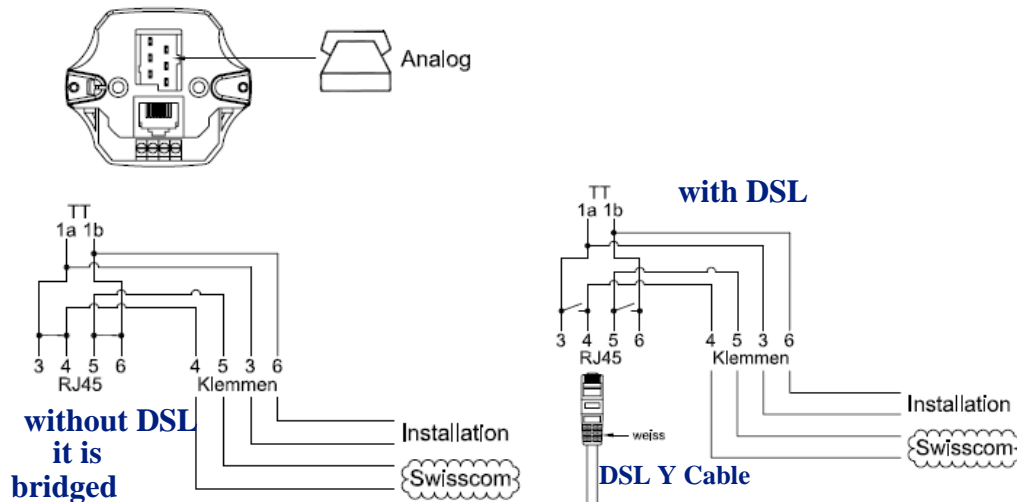 Analog
TT
1a 1b
3 4 5 6
RJ45
4 5 3 6
Klemmen
Installation
Swisscom
without DSL
it is
bridged
with DSL
TT
1a 1b
3 4 5 6
RJ45
4 5 3 6
Klemmen
Installation
Swisscom
weiss
DSL Y Cable